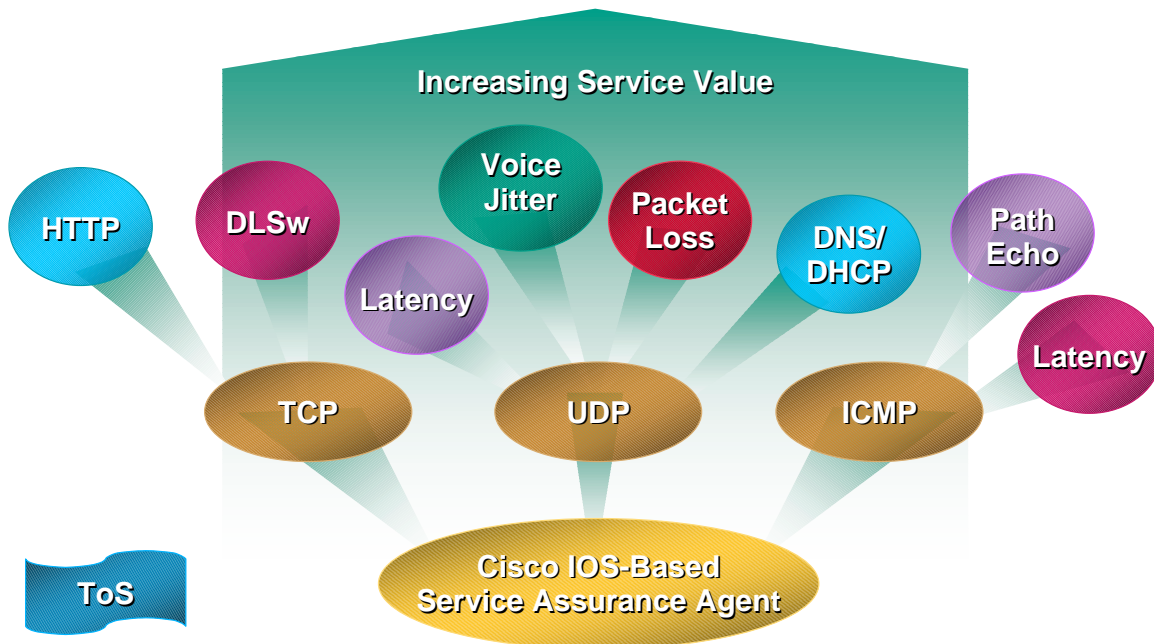 Increasing Service Value
Voice
Jitter
HTTP
DLSw
Packet
Loss
Path
Echo
DNS/
DHCP
Latency
Latency
TCP
UDP
ICMP
Cisco IOS-Based
Service Assurance Agent
ToS